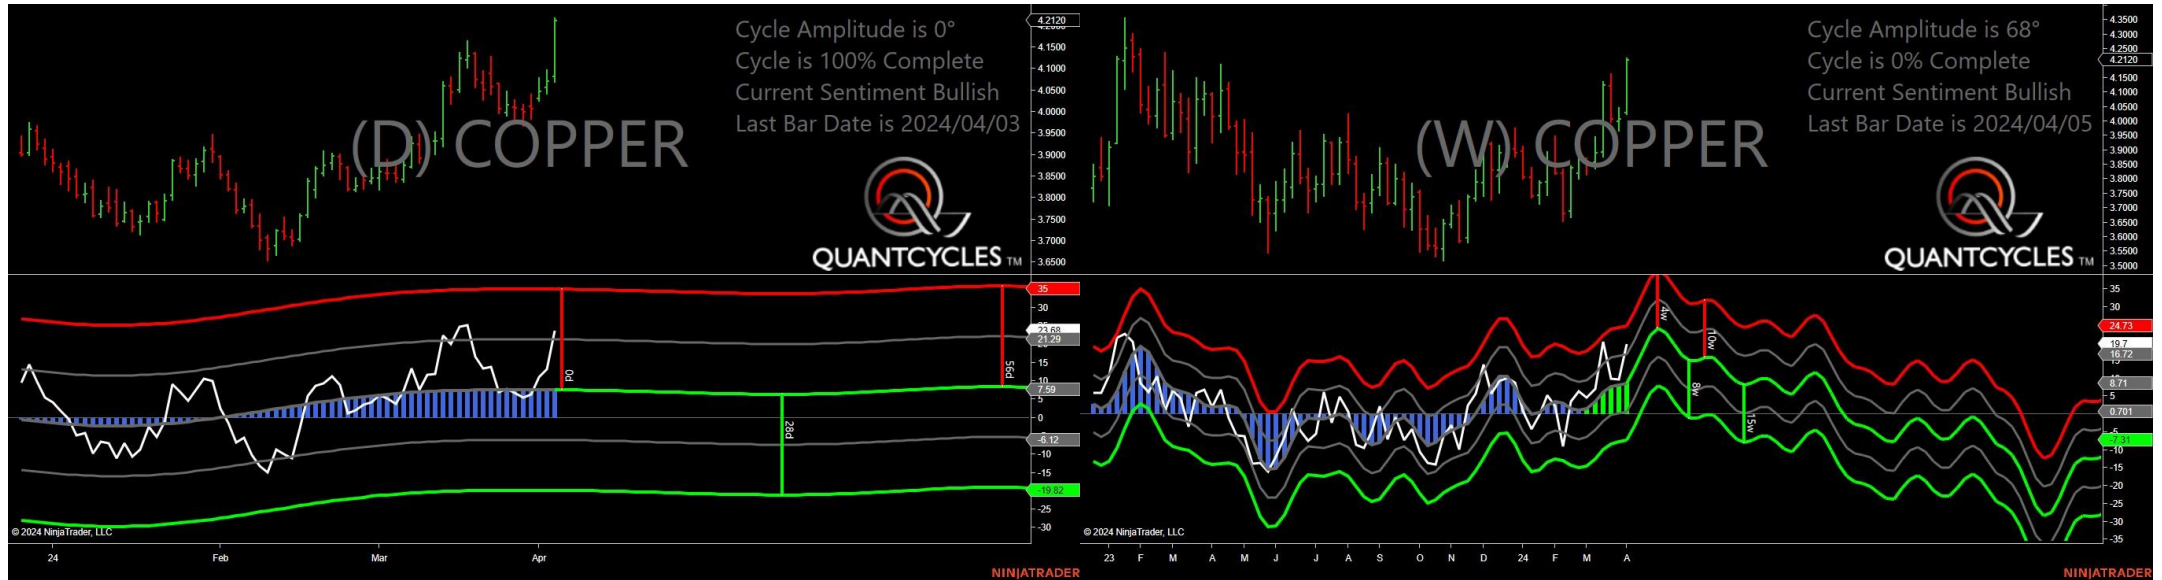 Cycle Amplitude is 0°
Cycle is 100% Complete
Current Sentiment Bullish
Last Bar Date is 2024/04/03
(D) COPPER
QUANTCYCLES TM
4.2120
4.1500
4.1000
4.0500
4.0000
3.9500
3.9000
3.8500
3.8000
3.7500
3.7000
3.6500
35
30
23.68
21.29
15
10
7.59
5
0
-5
-6.12
-10
-15
-19.82
-25
-30
0d
28d
56d
© 2024 NinjaTrader, LLC
24
Feb
Mar
Apr
NINJATRADER
Cycle Amplitude is 68°
Cycle is 0% Complete
Current Sentiment Bullish
Last Bar Date is 2024/04/05
(W) COPPER
QUANTCYCLES TM
4.3500
4.3000
4.2500
4.2120
4.1500
4.1000
4.0500
4.0000
3.9500
3.9000
3.8500
3.8000
3.7500
3.7000
3.6500
3.6000
3.5500
3.5000
35
30
24.73
19.7
16.72
8.71
5
0.701
-7.31
-10
-15
-20
-25
-30
-35
4w
10w
8w
15w
© 2024 NinjaTrader, LLC
23
F
M
A
M
J
J
A
S
O
N
D
24
F
M
A
NINJATRADER